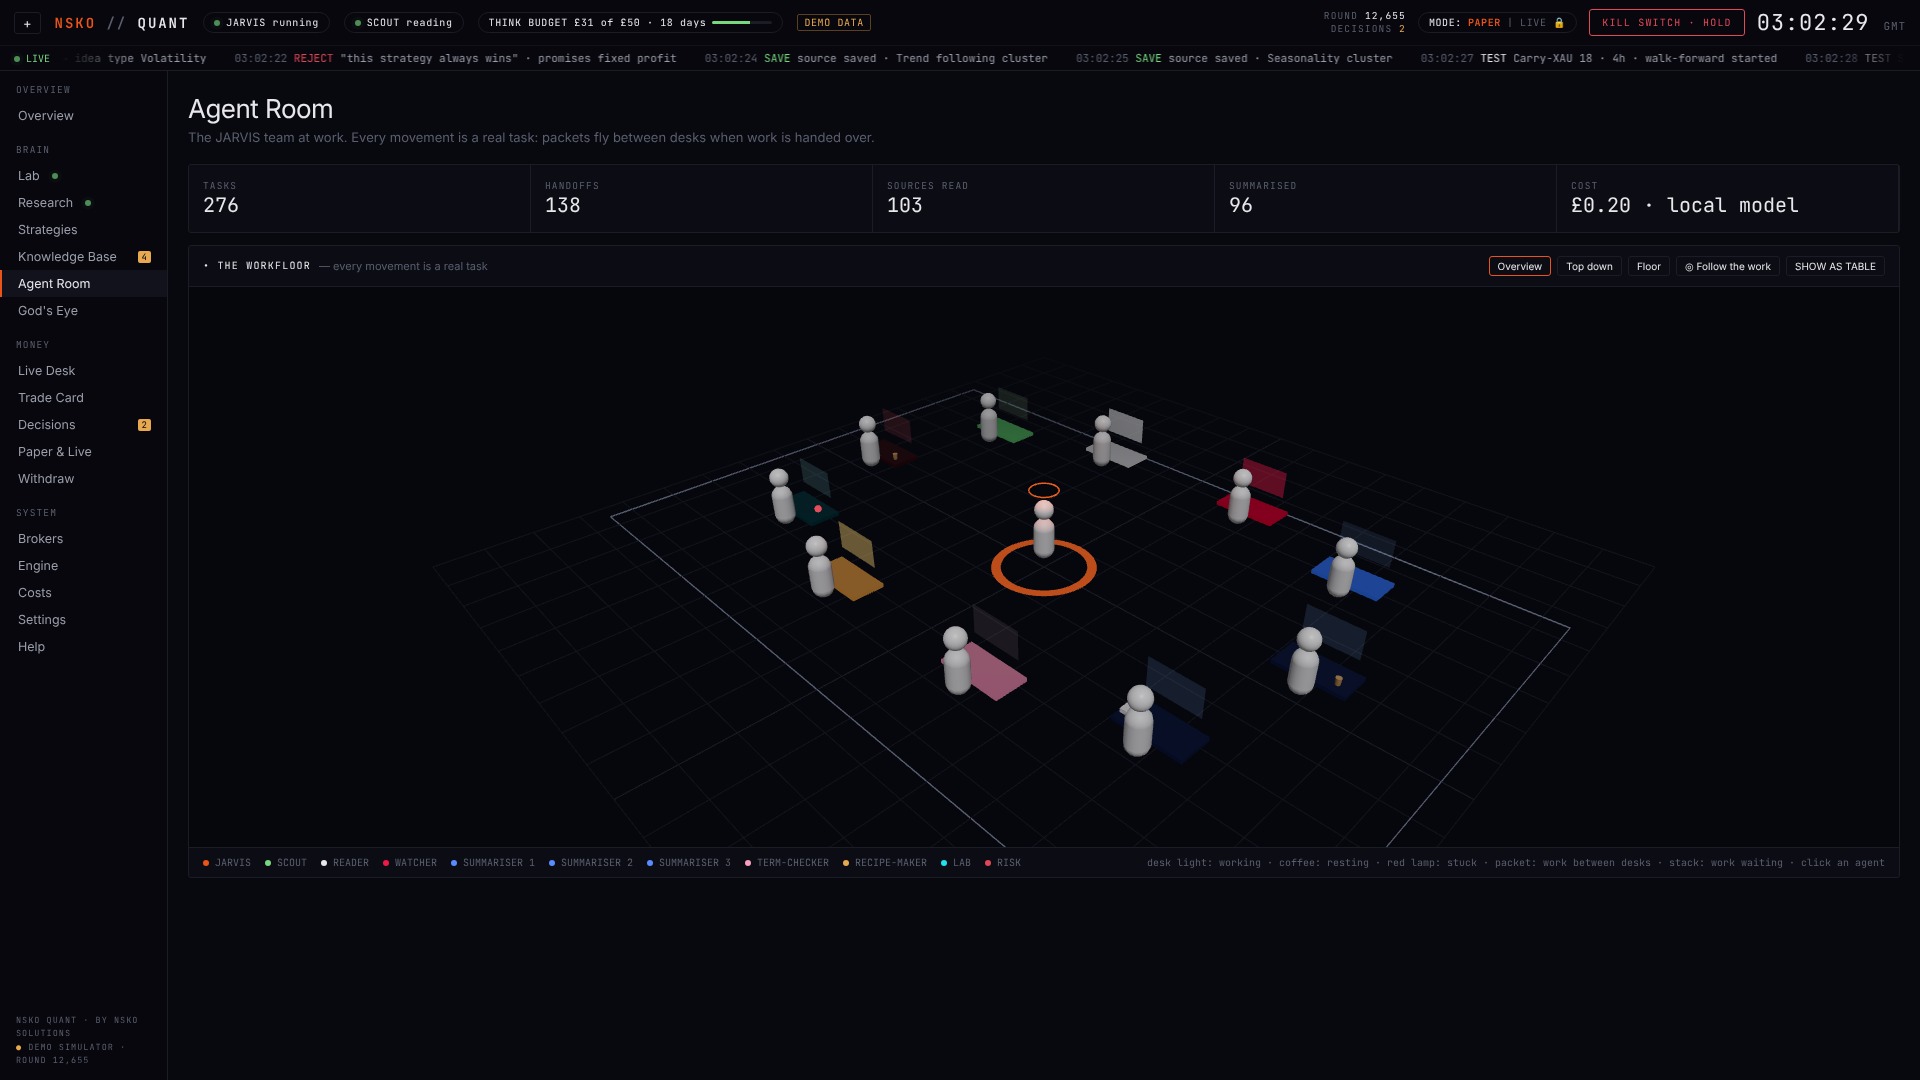 + NSKO // QUANT JARVIS running SCOUT reading THINK BUDGET £31 of £50 · 18 days DEMO DATA ROUND 12,655 MODE: PAPER | LIVE 🔒 KILL SWITCH · HOLD 03:02:29 GMT
DECISIONS 2
LIVE idea type Volatility 03:02:22 REJECT "this strategy always wins" · promises fixed profit 03:02:24 SAVE source saved · Trend following cluster 03:02:25 SAVE source saved · Seasonality cluster 03:02:27 TEST Carry-XAU 18 · 4h · walk-forward started 03:02:28 TEST
OVERVIEW
Overview
BRAIN
Lab
Research
Strategies
Knowledge Base 4
Agent Room
God's Eye
MONEY
Live Desk
Trade Card
Decisions 2
Paper & Live
Withdraw
SYSTEM
Brokers
Engine
Costs
Settings
Help
NSKO QUANT · BY NSKO
SOLUTIONS
DEMO SIMULATOR ·
ROUND 12,655
Agent Room
The JARVIS team at work. Every movement is a real task: packets fly between desks when work is handed over.
TASKS
276
HANDOFFS
138
SOURCES READ
103
SUMMARISED
96
COST
£0.20 · local model
• THE WORKFLOOR — every movement is a real task
Overview Top down Floor ◎ Follow the work SHOW AS TABLE
JARVIS SCOUT READER WATCHER SUMMARISER 1 SUMMARISER 2 SUMMARISER 3 TERM-CHECKER RECIPE-MAKER LAB RISK
desk light: working · coffee: resting · red lamp: stuck · packet: work between desks · stack: work waiting · click an agent